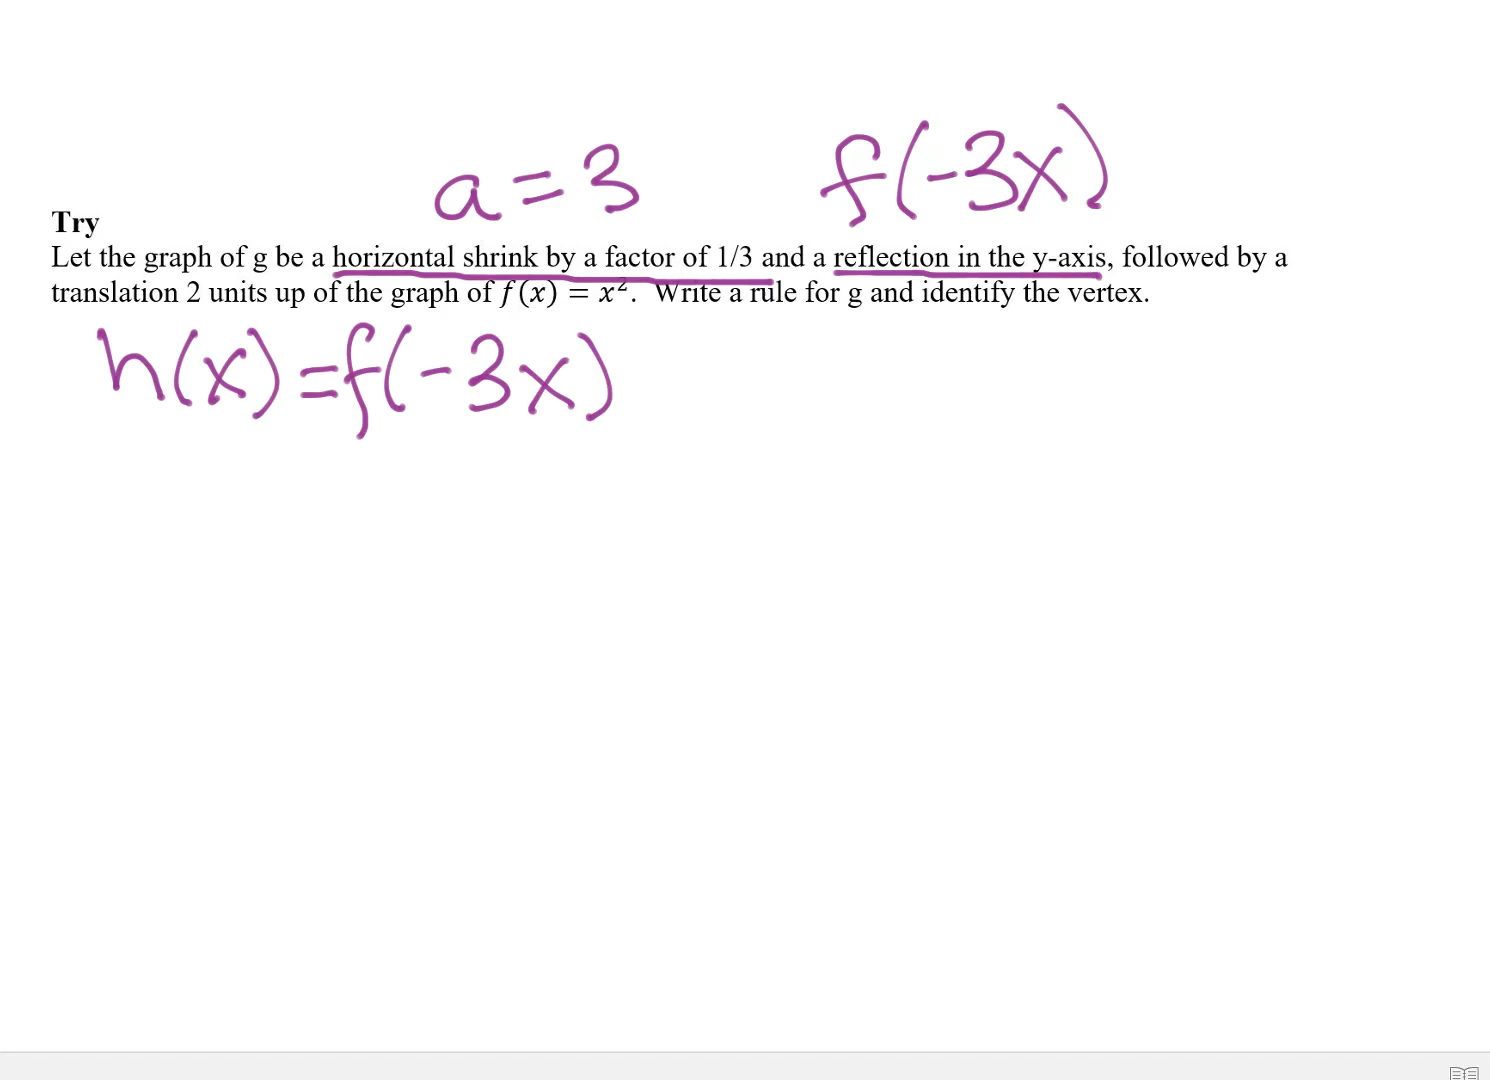 a=3 f(-3x)
Try
Let the graph of g be a horizontal shrink by a factor of 1/3 and a reflection in the y-axis, followed by a
translation 2 units up of the graph of f(x) = x². Write a rule for g and identify the vertex.
h(x)=f(-3x)